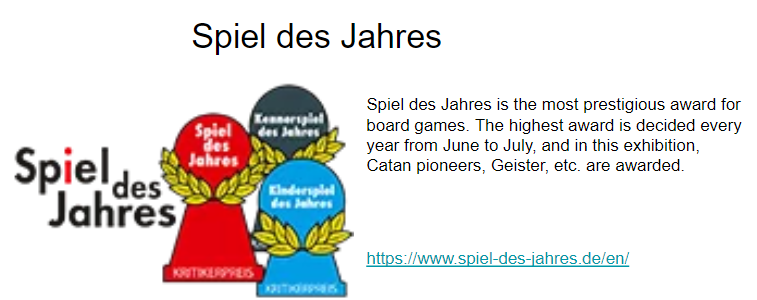 Spiel des Jahres
Spiel des
Jahres
Spiel
des
Jahres
Kennerspiel
des Jahres
Kinderspiel
des Jahres
KRITIKERPREIS
KRITIKERPREIS
Spiel des Jahres is the most prestigious award for
board games. The highest award is decided every
year from June to July, and in this exhibition,
Catan pioneers, Geister, etc. are awarded.
https://www.spiel-des-jahres.de/en/